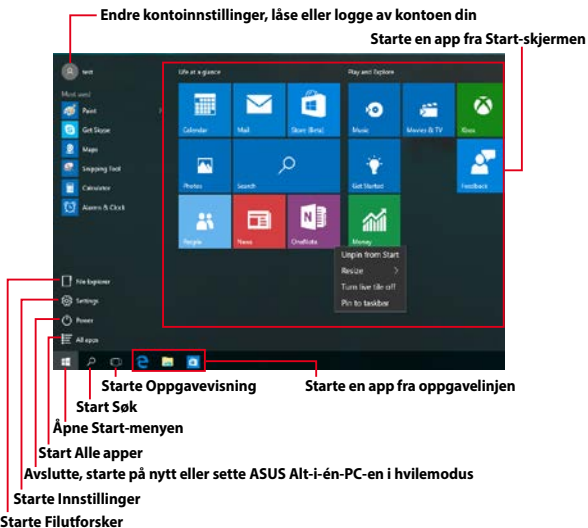 Endre kontoinnstillinger, låse eller logge av kontoen din
Starte en app fra Start-skjermen
test
Life at a glance
Play and Explore
Most used
Paint
Get Skype
Maps
Snipping Tool
Calculator
Alarms & Clock
Calendar
Mail
Store (Beta)
Music
Movies & TV
Xbox
Photos
Search
Get Started
Feedback
People
News
OneNote
Money
Unpin from Start
Resize
Turn live tile off
Pin to taskbar
File Explorer
Settings
Power
All apps
Starte Oppgavevisning
Starte en app fra oppgavelinjen
Start Søk
Åpne Start-menyen
Start Alle apper
Avslutte, starte på nytt eller sette ASUS Alt-i-én-PC-en i hvilemodus
Starte Innstillinger
Starte Filutforsker